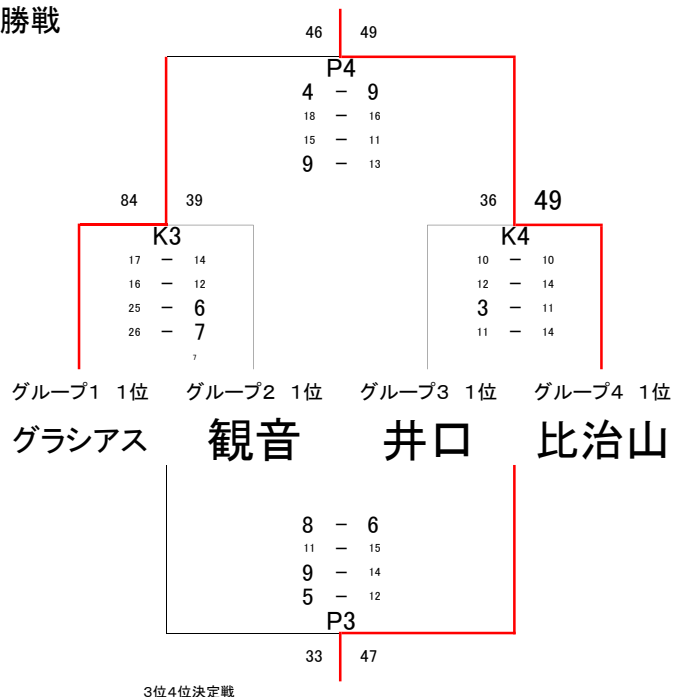 勝戦
46 49
P4
4 － 9
18 － 16
15 － 11
9 － 13
84 39 36 49
K3 K4
17 － 14 10 － 10
16 － 12 12 － 14
25 － 6 3 － 11
26 － 7 11 － 14
7
グループ1 1位 グループ2 1位 グループ3 1位 グループ4 1位
グラシアス 観音 井口 比治山
8 － 6
11 － 15
9 － 14
5 － 12
P3
33 47
3位4位決定戦